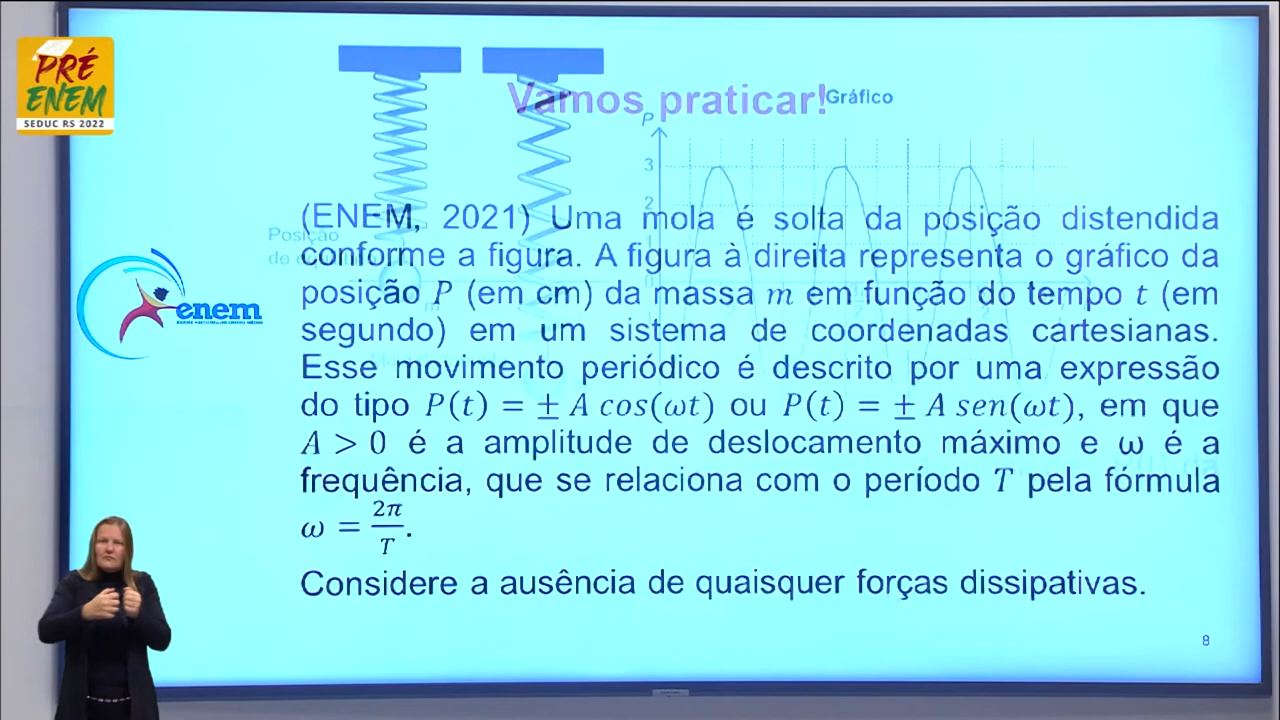 PRÉ
ENEM
SEDUC RS 2022
Vamos praticar!
Gráfico
P
3
2
(ENEM, 2021) Uma mola é solta da posição distendida
conforme a figura. A figura à direita representa o gráfico da
posição P (em cm) da massa m em função do tempo t (em
segundo) em um sistema de coordenadas cartesianas.
Esse movimento periódico é descrito por uma expressão
do tipo P(t) = ± A cos(ωt) ou P(t) = ± A sen(ωt), em que
A > 0 é a amplitude de deslocamento máximo e ω é a
frequência, que se relaciona com o período T pela fórmula
ω = 2π/T.
Considere a ausência de quaisquer forças dissipativas.
Posição
enem
8